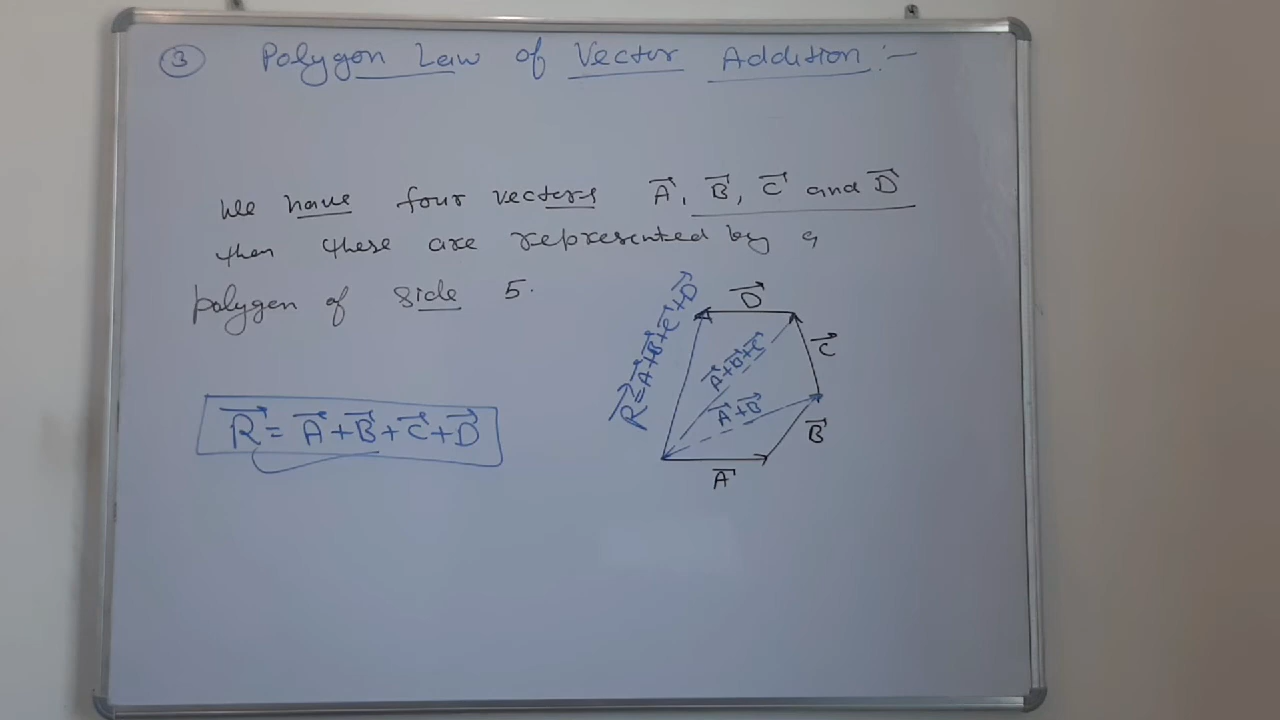 ③ Polygon Law of Vector Addition :-
We have four vectors A⃗, B⃗, C⃗ and D⃗
then these are represented by a
polygen of side 5.
R⃗ = A⃗+B⃗+C⃗+D⃗
D⃗
C⃗
B⃗
A⃗
A⃗+B⃗
A⃗+B⃗+C⃗
R⃗=A⃗+B⃗+C⃗+D⃗